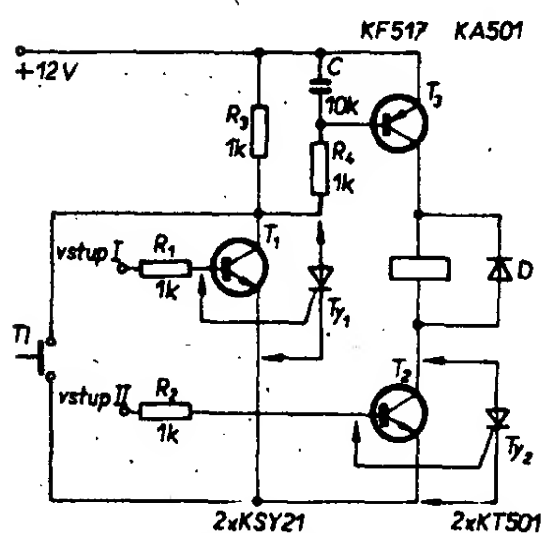 KF517 KA501
+12V
C
10k
T3
R3
1k
R4
1k
T1
vstup I
R1
1k
Ty1
D
Tl
T2
vstup II
R2
1k
Ty2
2xKSY21
2xKT501